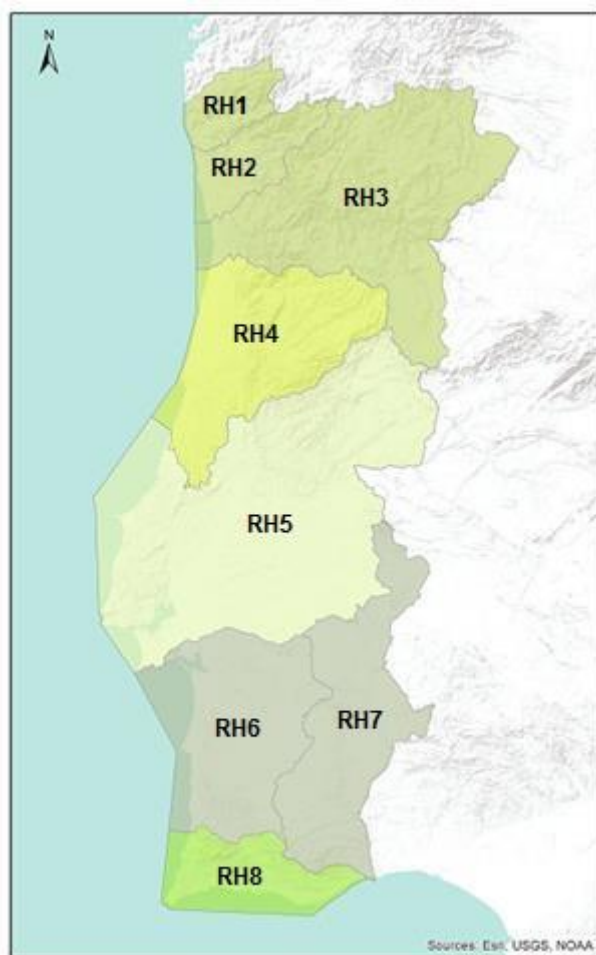 N
RH1
RH2
RH3
RH4
RH5
RH6
RH7
RH8
Sources: Esri, USGS, NOAA